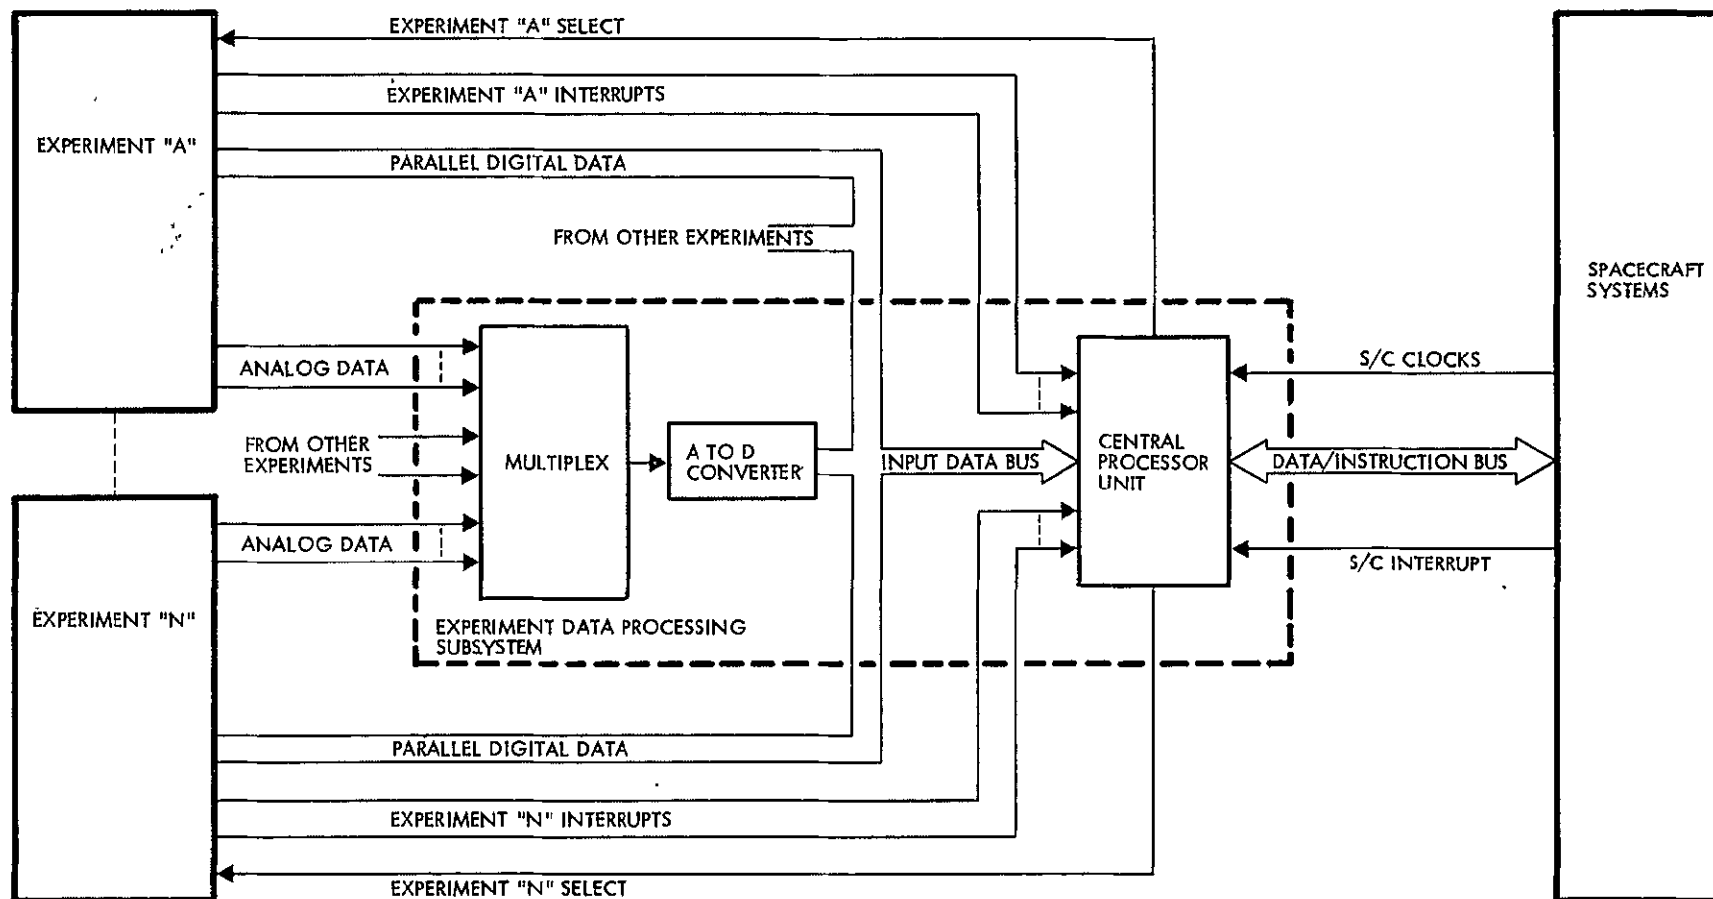 EXPERIMENT "A" SELECT
EXPERIMENT "A" INTERRUPTS
EXPERIMENT "A"
PARALLEL DIGITAL DATA
FROM OTHER EXPERIMENTS
SPACECRAFT
SYSTEMS
ANALOG DATA
S/C CLOCKS
FROM OTHER
EXPERIMENTS
MULTIPLEX
A TO D
CONVERTER
INPUT DATA BUS
CENTRAL
PROCESSOR
UNIT
DATA/INSTRUCTION BUS
ANALOG DATA
S/C INTERRUPT
EXPERIMENT "N"
EXPERIMENT DATA PROCESSING
SUBSYSTEM
PARALLEL DIGITAL DATA
EXPERIMENT "N" INTERRUPTS
EXPERIMENT "N" SELECT